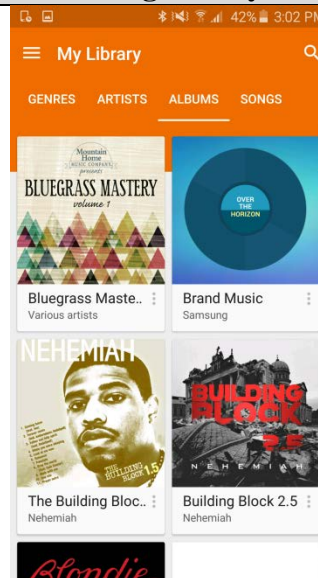 42% 3:02 PM
My Library
GENRES ARTISTS ALBUMS SONGS
Mountain
Home
MUSIC COMPANY
presents
BLUEGRASS MASTERY
volume 1
OVER
THE
HORIZON
Bluegrass Maste..
Various artists
Brand Music
Samsung
NEHEMIAH
THE
BUILDING
BLOCK 1.5
BUILDING
BLOCK
2.5
NEHEMIAH
The Building Bloc..
Nehemiah
Building Block 2.5
Nehemiah
Blondie